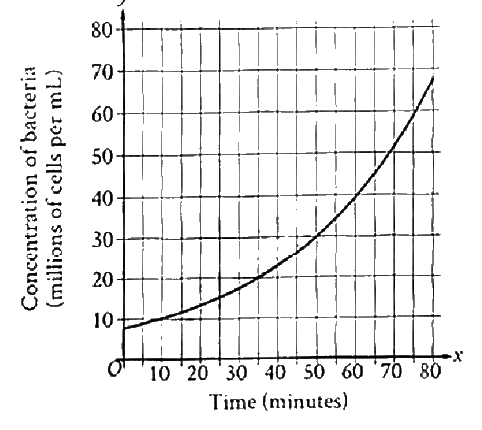 y
80
70
60
50
40
30
20
10
O
10 20 30 40 50 60 70 80
x
Time (minutes)
Concentration of bacteria
(millions of cells per mL)